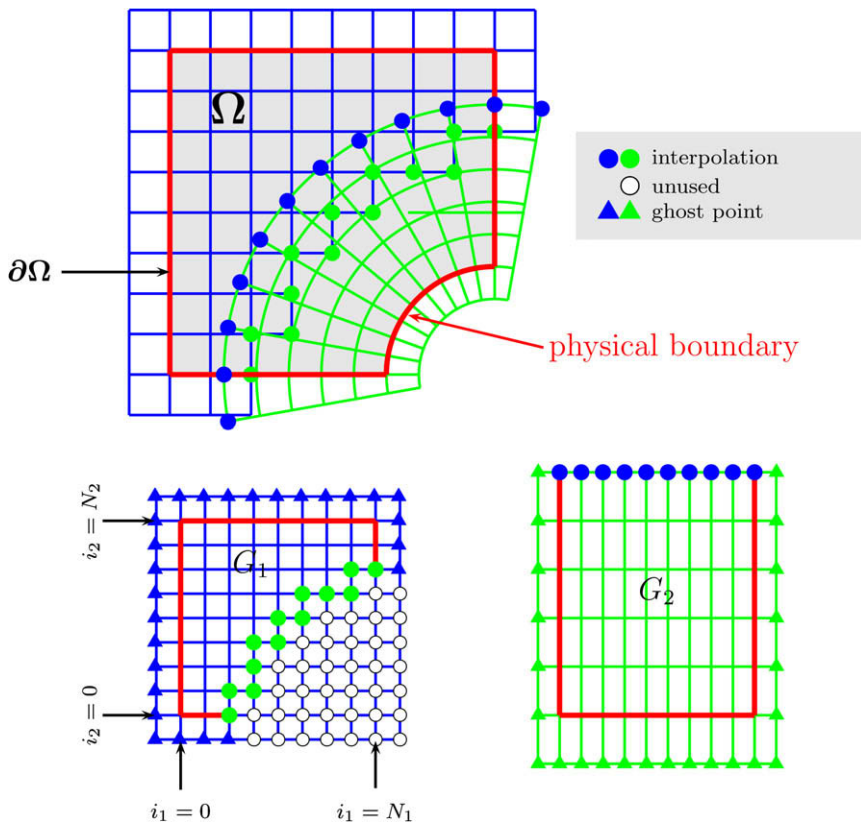 Ω
interpolation
unused
ghost point
∂Ω
physical boundary
i₂ = N₂
G₁
G₂
i₂ = 0
i₁ = 0
i₁ = N₁